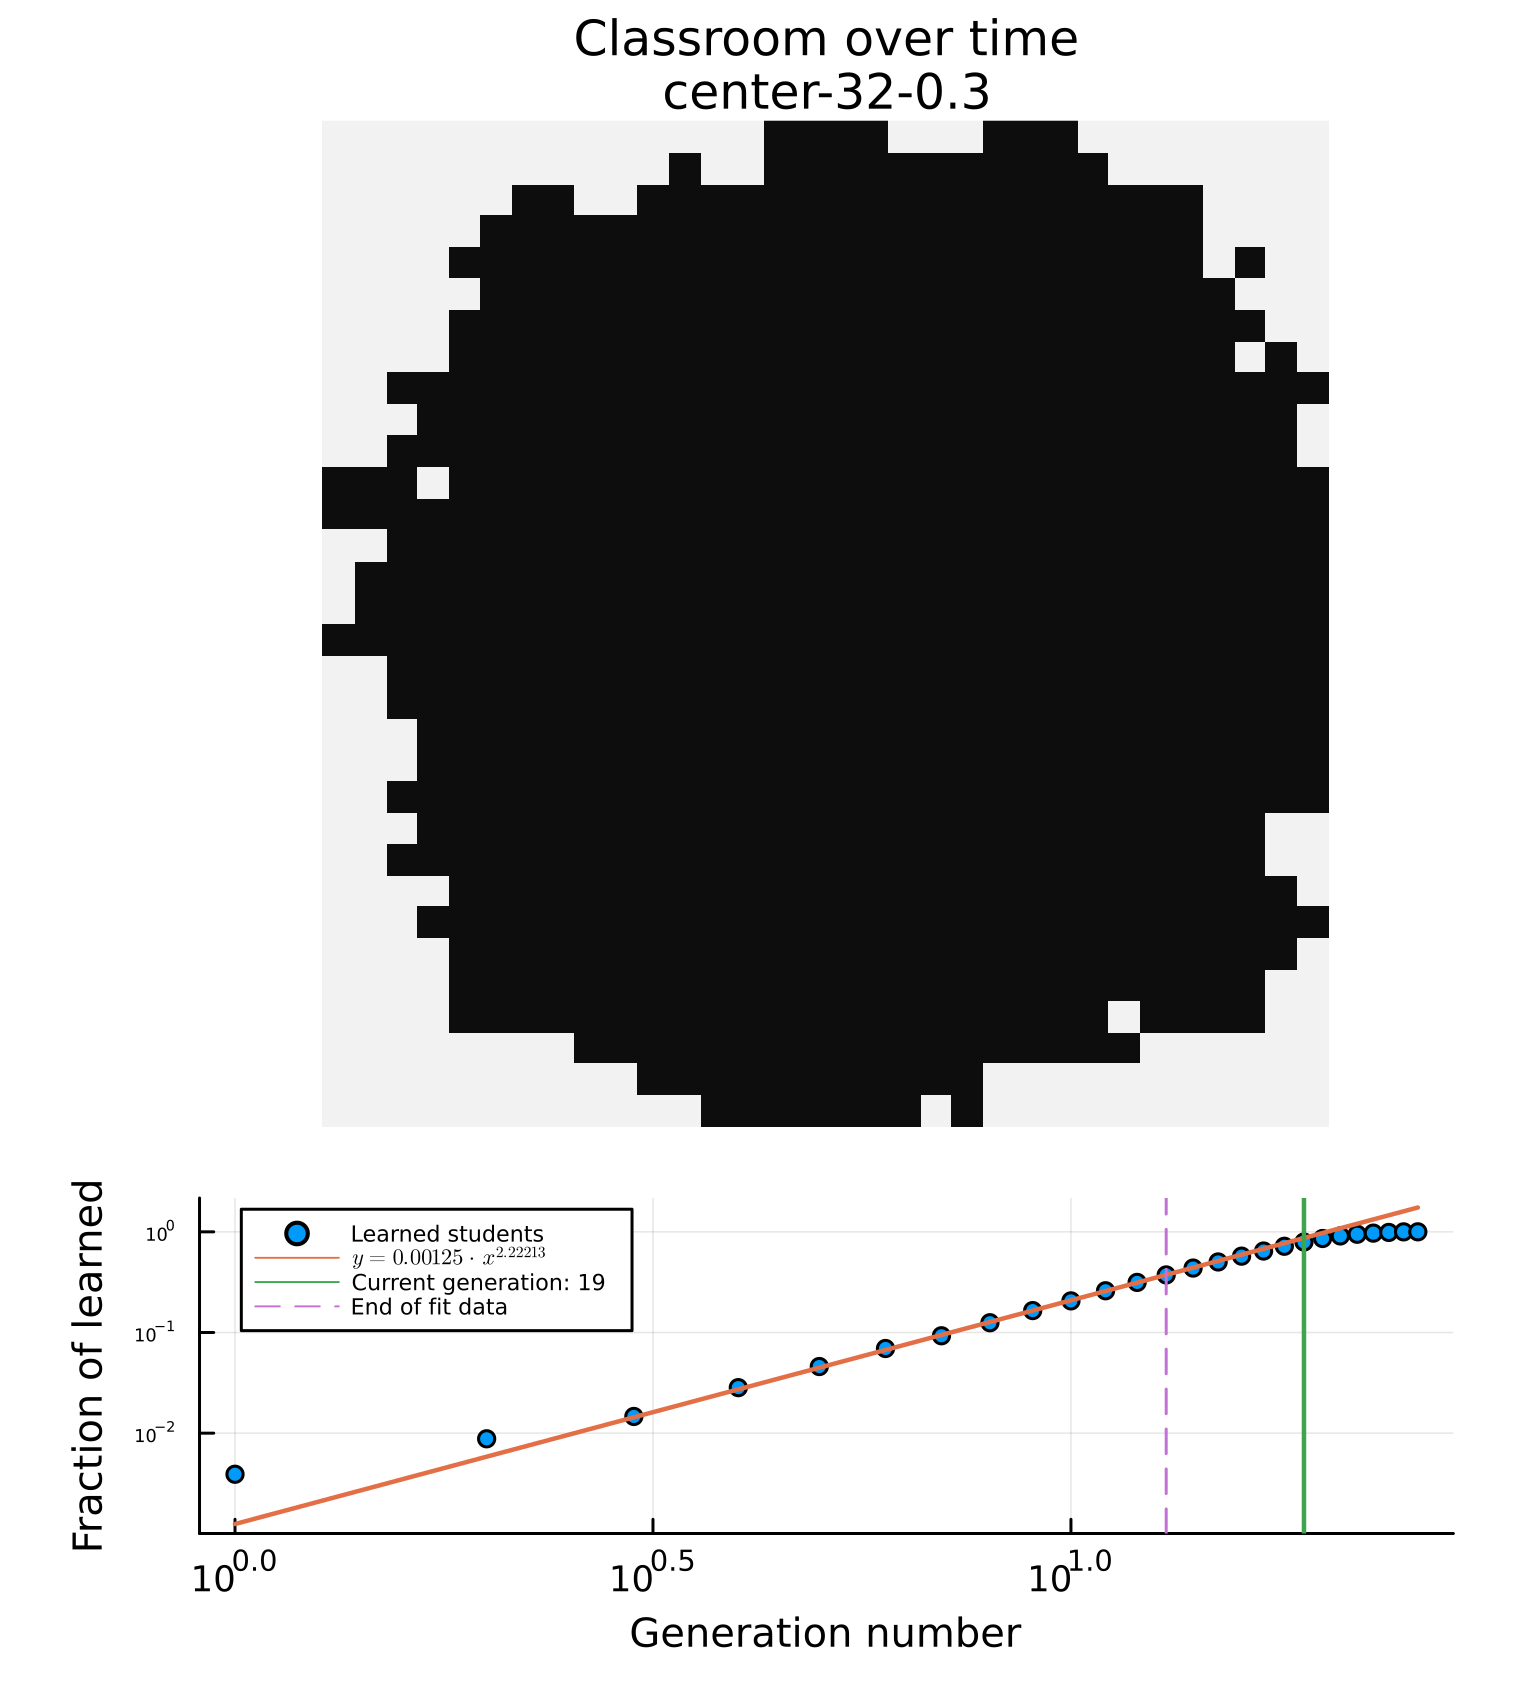 Classroom over time
center-32-0.3
Fraction of learned
10^0
10^-1
10^-2
Learned students
y = 0.00125 · x^2.22213
Current generation: 19
End of fit data
10^0.0 10^0.5 10^1.0
Generation number